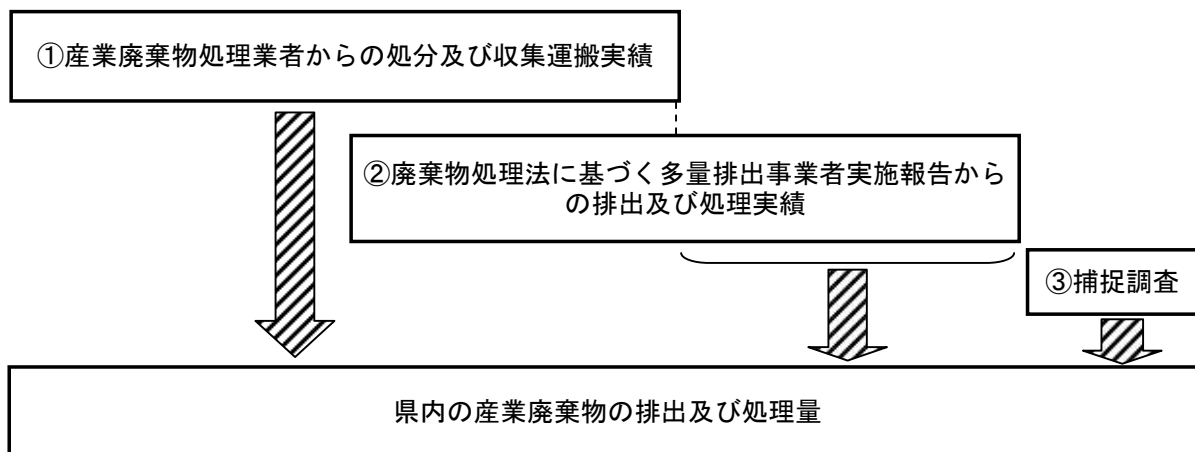 ①産業廃棄物処理業者からの処分及び収集運搬実績
②廃棄物処理法に基づく多量排出事業者実施報告から
の排出及び処理実績
③捕捉調査
県内の産業廃棄物の排出及び処理量